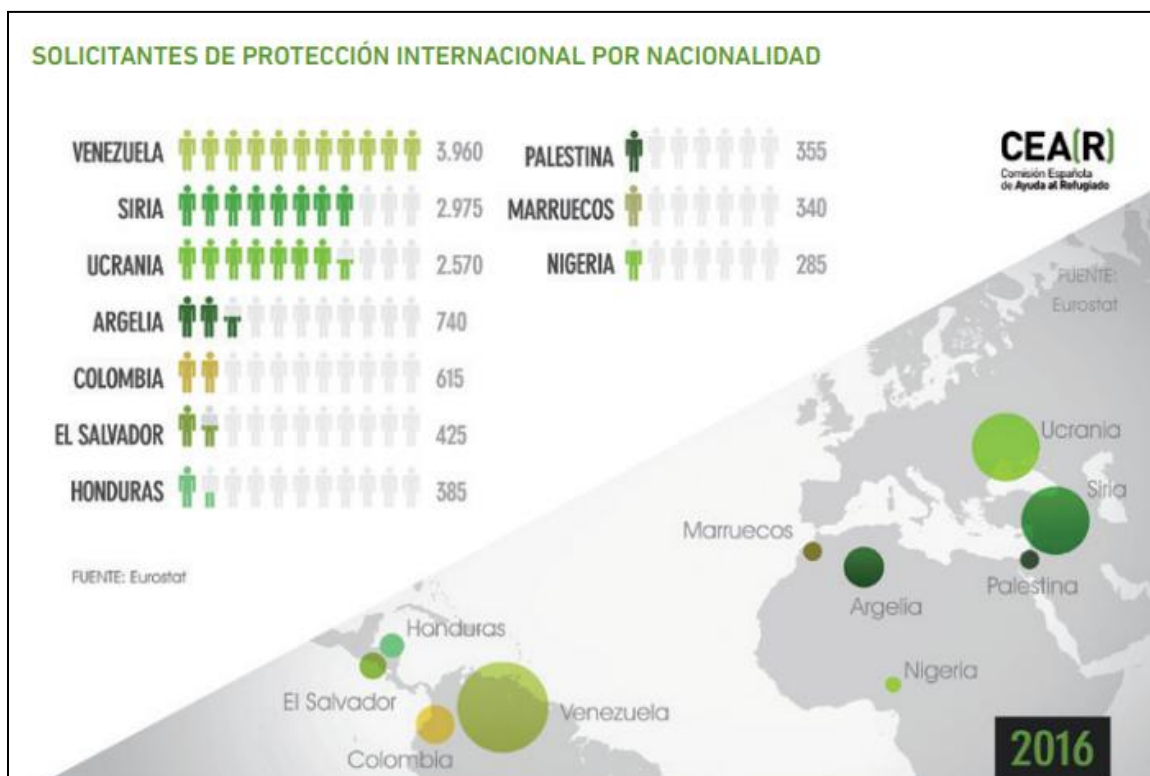 SOLICITANTES DE PROTECCIÓN INTERNACIONAL POR NACIONALIDAD
VENEZUELA 3.960
SIRIA 2.975
UCRANIA 2.570
ARGELIA 740
COLOMBIA 615
EL SALVADOR 425
HONDURAS 385
FUENTE: Eurostat
PALESTINA 355
MARRUECOS 340
NIGERIA 285
CEA(R)
Comisión Española
de Ayuda al Refugiado
FUENTE:
Eurostat
Ucrania
Siria
Marruecos
Palestina
Argelia
Honduras
Nigeria
El Salvador
Venezuela
Colombia
2016